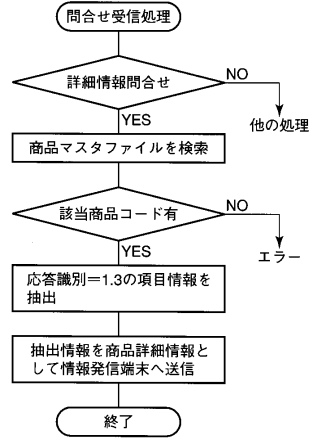 問合せ受信処理
詳細情報問合せ
NO
YES
他の処理
商品マスタファイルを検索
該当商品コード有
NO
YES
エラー
応答識別=1.3の項目情報を
抽出
抽出情報を商品詳細情報と
して情報発信端末へ送信
終了